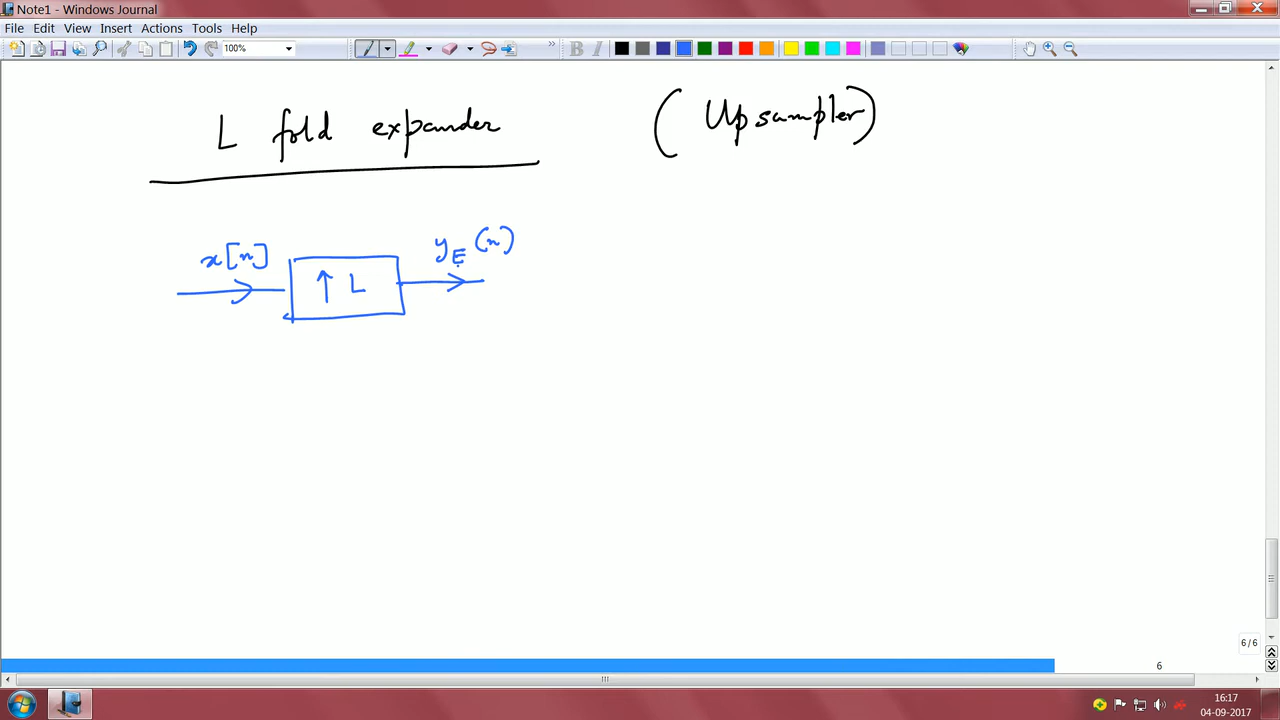 Note1 - Windows Journal
File Edit View Insert Actions Tools Help
100%
L fold expander (Upsampler)
x[n] ↑ L y_E(n)
6/6
6
16:17
04-09-2017